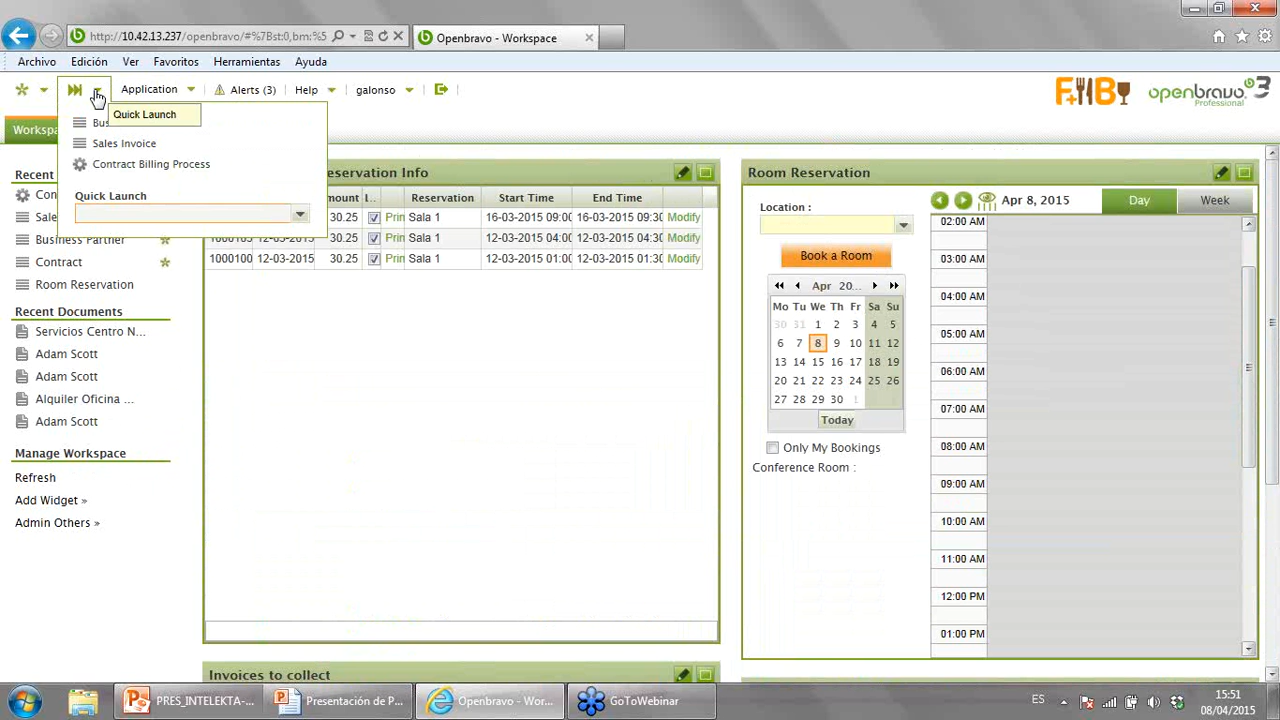 http://10.42.13.237/openbravo/#%7Bst:0,bm:%5
Openbravo - Workspace
Archivo Edición Ver Favoritos Herramientas Ayuda
Application Alerts (3) Help galonso
F+IIB
openbravo 3
Professional
Quick Launch
Sales Invoice
Contract Billing Process
Quick Launch
Recent
Business Partner
Contract
Room Reservation
Recent Documents
Servicios Centro N...
Adam Scott
Adam Scott
Alquiler Oficina ...
Adam Scott
Manage Workspace
Refresh
Add Widget »
Admin Others »
Reservation Start Time End Time
30.25 Prin Sala 1 16-03-2015 09:00 16-03-2015 09:30 Modify
30.25 Prin Sala 1 12-03-2015 04:00 12-03-2015 04:30 Modify
1000100 12-03-2015 30.25 Prin Sala 1 12-03-2015 01:00 12-03-2015 01:30 Modify
Invoices to collect
Room Reservation
Location :
Book a Room
Apr 20...
Mo Tu We Th Fr Sa Su
30 31 1 2 3 4 5
6 7 8 9 10 11 12
13 14 15 16 17 18 19
20 21 22 23 24 25 26
27 28 29 30 1
Today
Only My Bookings
Conference Room :
Apr 8, 2015 Day Week
02:00 AM
03:00 AM
04:00 AM
05:00 AM
06:00 AM
07:00 AM
08:00 AM
09:00 AM
10:00 AM
11:00 AM
12:00 PM
01:00 PM
PRES_INTELEKTA-... Presentación de P... Openbravo - Wor... GoToWebinar
ES
15:51
08/04/2015